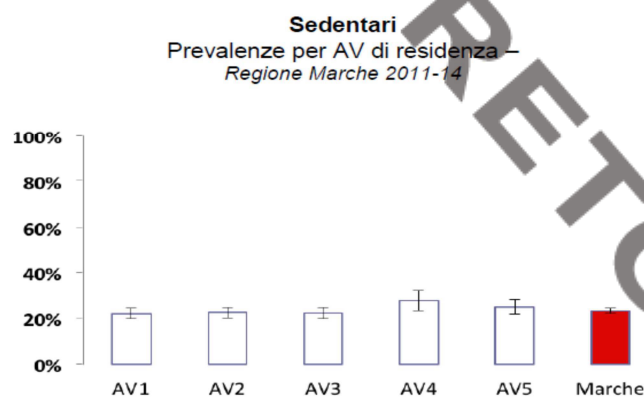 Sedentari
Prevalenze per AV di residenza –
Regione Marche 2011-14
100%
80%
60%
40%
20%
0%
AV1 AV2 AV3 AV4 AV5 Marche
RETO